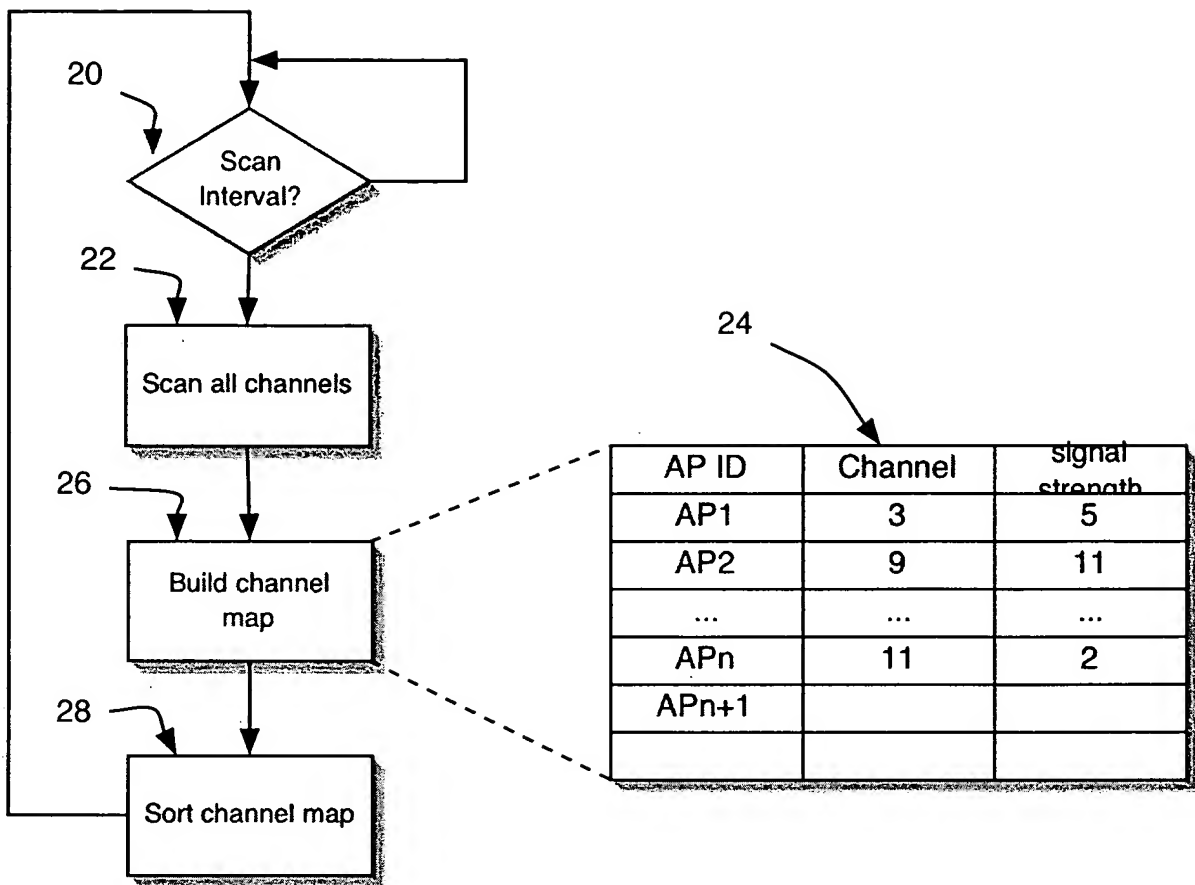 20
Scan
Interval?
22
Scan all channels
24
26
Build channel
map
AP ID Channel signal
strength
AP1 3 5
AP2 9 11
... ... ...
APn 11 2
APn+1
28
Sort channel map